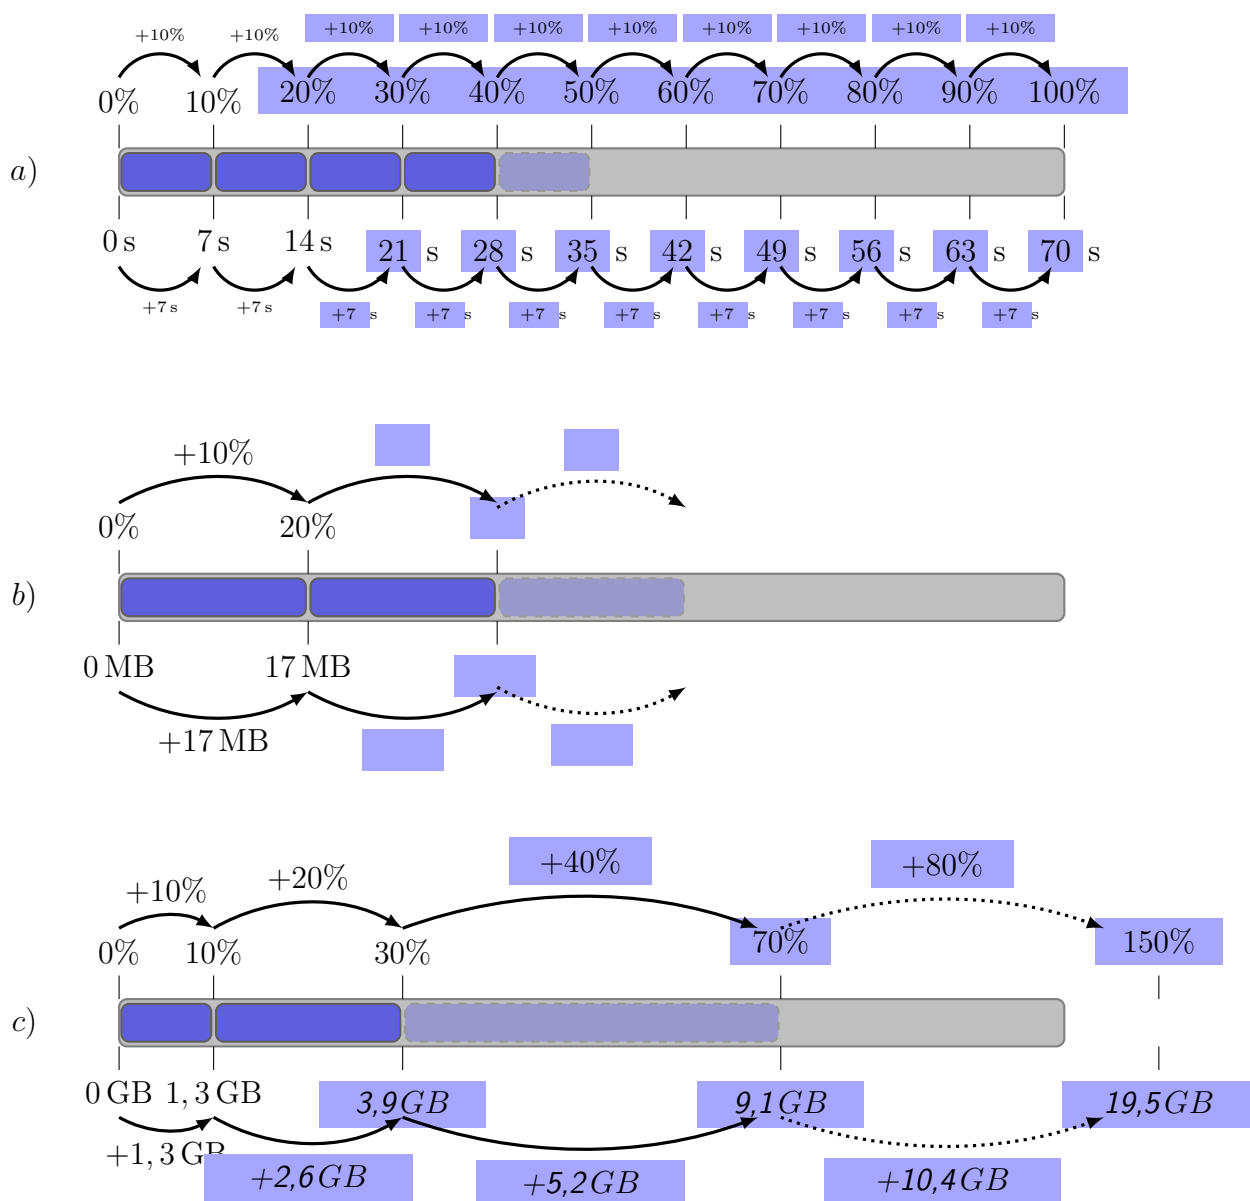 +10% +10% +10% +10% +10% +10% +10% +10% +10% +10%
0% 10% 20% 30% 40% 50% 60% 70% 80% 90% 100%
a)
0 s 7 s 14 s 21 s 28 s 35 s 42 s 49 s 56 s 63 s 70 s
+7 s +7 s +7 s +7 s +7 s +7 s +7 s +7 s +7 s +7 s
+10%
0% 20%
b)
0 MB 17 MB
+17 MB
+10% +20% +40% +80%
0% 10% 30% 70% 150%
c)
0 GB 1, 3 GB 3,9GB 9,1GB 19,5GB
+1, 3 GB +2,6GB +5,2GB +10,4GB